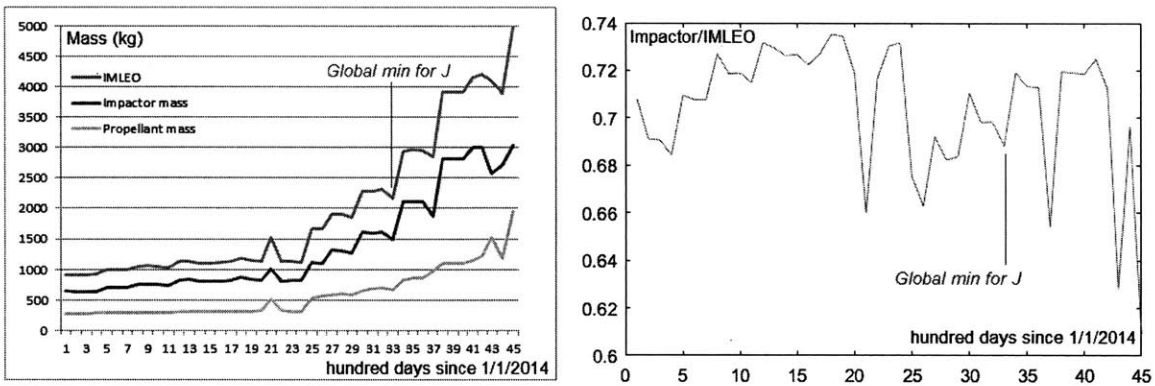 5000
Mass (kg)
4500
IMLEO
Global min for J
4000
Impactor mass
3500
Propellant mass
3000
2500
2000
1500
1000
500
0
1 3 5 7 9 11 13 15 17 19 21 23 25 27 29 31 33 35 37 39 41 43 45
hundred days since 1/1/2014
0.74
Impactor/IMLEO
0.72
0.7
0.68
0.66
0.64
Global min for J
0.62
hundred days since 1/1/2014
0.6
0 5 10 15 20 25 30 35 40 45